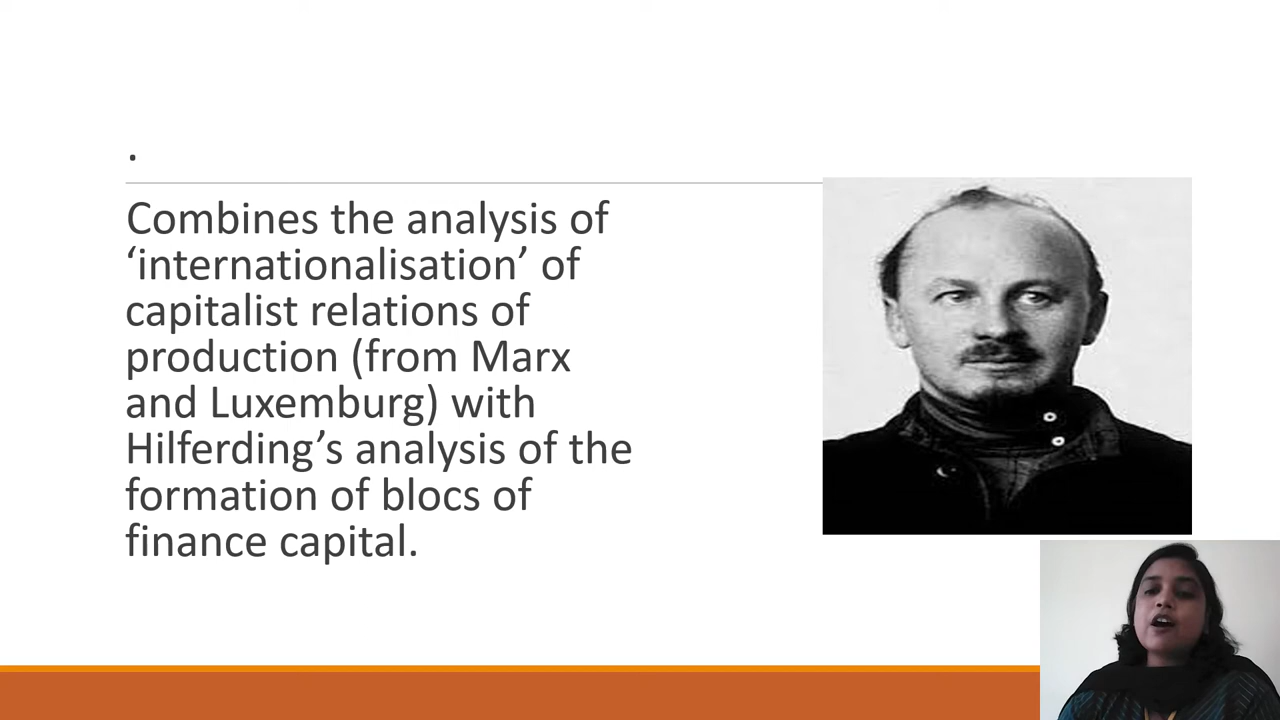 .
Combines the analysis of
‘internationalisation’ of
capitalist relations of
production (from Marx
and Luxemburg) with
Hilferding’s analysis of the
formation of blocs of
finance capital.